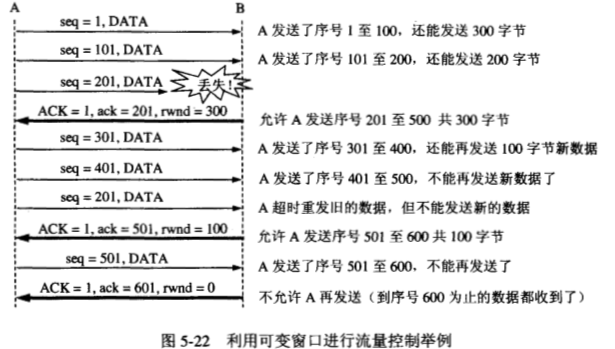 A B
seq = 1, DATA A 发送了序号 1 至 100，还能发送 300 字节
seq = 101, DATA A 发送了序号 101 至 200，还能发送 200 字节
seq = 201, DATA 丢失!
ACK = 1, ack = 201, rwnd = 300 允许 A 发送序号 201 至 500 共 300 字节
seq = 301, DATA A 发送了序号 301 至 400，还能再发送 100 字节新数据
seq = 401, DATA A 发送了序号 401 至 500，不能再发送新数据了
seq = 201, DATA A 超时重发旧的数据，但不能发送新的数据
ACK = 1, ack = 501, rwnd = 100 允许 A 发送序号 501 至 600 共 100 字节
seq = 501, DATA A 发送了序号 501 至 600，不能再发送了
ACK = 1, ack = 601, rwnd = 0 不允许 A 再发送（到序号 600 为止的数据都收到了）
图 5-22 利用可变窗口进行流量控制举例